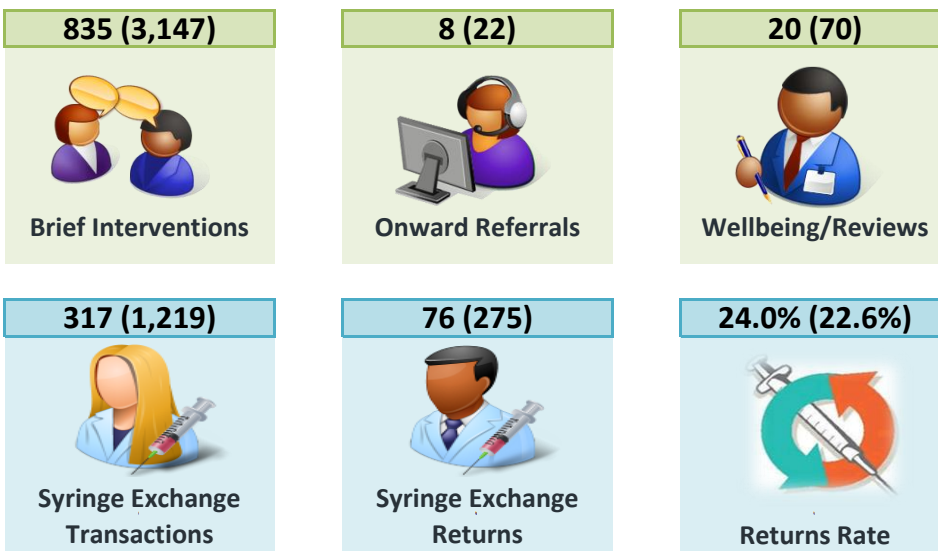 835 (3,147)
Brief Interventions
8 (22)
Onward Referrals
20 (70)
Wellbeing/Reviews
317 (1,219)
Syringe Exchange
Transactions
76 (275)
Syringe Exchange
Returns
24.0% (22.6%)
Returns Rate